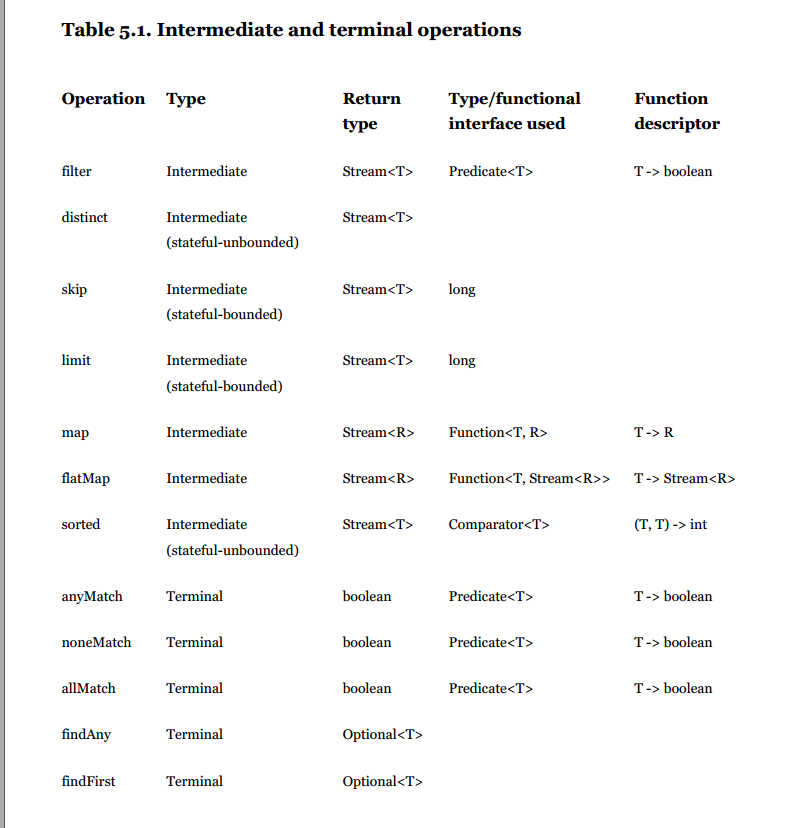 Table 5.1. Intermediate and terminal operations
Operation Type Return type Type/functional interface used Function descriptor
filter Intermediate Stream<T> Predicate<T> T -> boolean
distinct Intermediate (stateful-unbounded) Stream<T>
skip Intermediate (stateful-bounded) Stream<T> long
limit Intermediate (stateful-bounded) Stream<T> long
map Intermediate Stream<R> Function<T, R> T -> R
flatMap Intermediate Stream<R> Function<T, Stream<R>> T -> Stream<R>
sorted Intermediate (stateful-unbounded) Stream<T> Comparator<T> (T, T) -> int
anyMatch Terminal boolean Predicate<T> T -> boolean
noneMatch Terminal boolean Predicate<T> T -> boolean
allMatch Terminal boolean Predicate<T> T -> boolean
findAny Terminal Optional<T>
findFirst Terminal Optional<T>